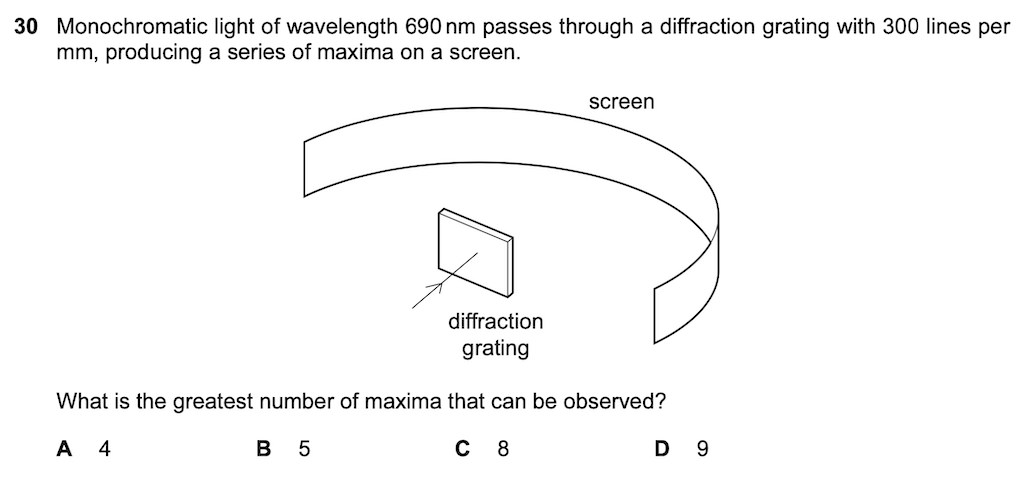 30 Monochromatic light of wavelength 690 nm passes through a diffraction grating with 300 lines per
mm, producing a series of maxima on a screen.
screen
diffraction
grating
What is the greatest number of maxima that can be observed?
A 4 B 5 C 8 D 9